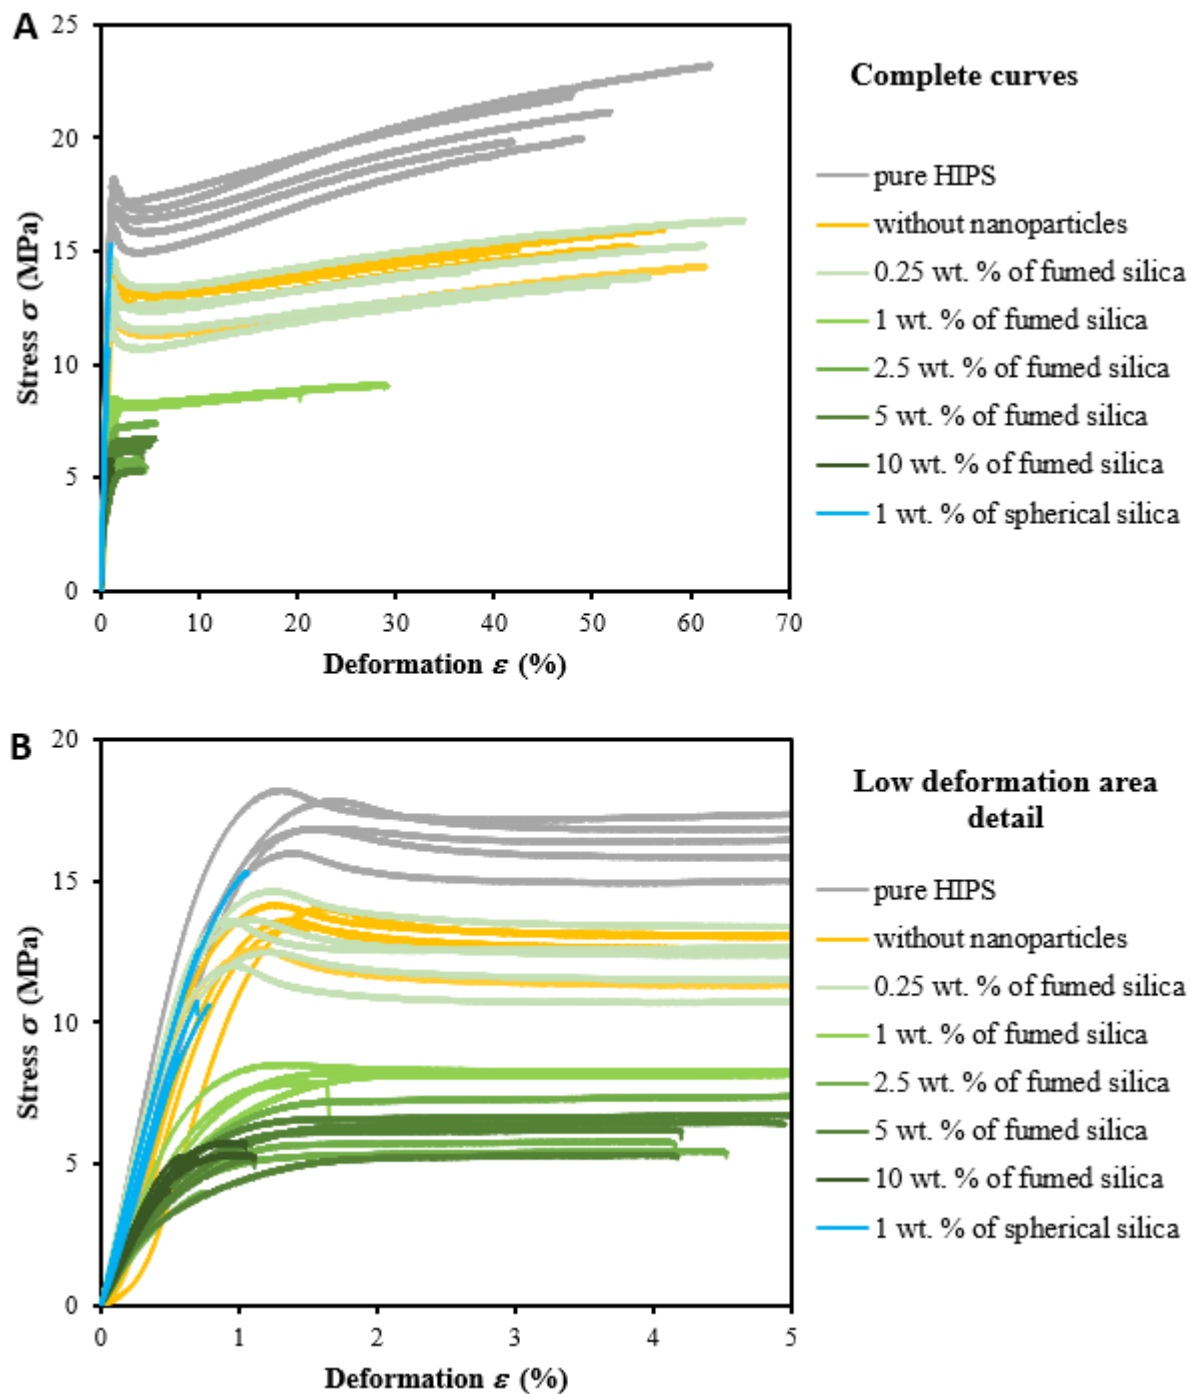 A
25
20
15
10
5
0
Stress σ (MPa)
0 10 20 30 40 50 60 70
Deformation ε (%)
Complete curves
pure HIPS
without nanoparticles
0.25 wt. % of fumed silica
1 wt. % of fumed silica
2.5 wt. % of fumed silica
5 wt. % of fumed silica
10 wt. % of fumed silica
1 wt. % of spherical silica
B
20
15
10
5
0
Stress σ (MPa)
0 1 2 3 4 5
Deformation ε (%)
Low deformation area
detail
pure HIPS
without nanoparticles
0.25 wt. % of fumed silica
1 wt. % of fumed silica
2.5 wt. % of fumed silica
5 wt. % of fumed silica
10 wt. % of fumed silica
1 wt. % of spherical silica